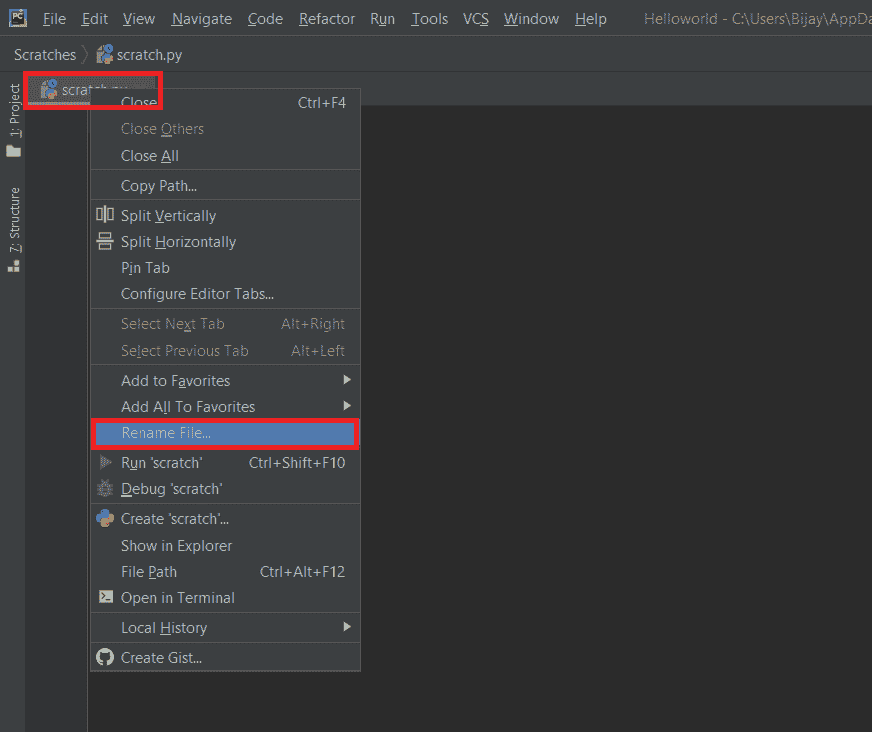 PC File Edit View Navigate Code Refactor Run Tools VCS Window Help Helloworld - C:\Users\Bijay\AppDa
Scratches scratch.py
1: Project
7: Structure
Close Ctrl+F4
Close Others
Close All
Copy Path...
Split Vertically
Split Horizontally
Pin Tab
Configure Editor Tabs...
Select Next Tab Alt+Right
Select Previous Tab Alt+Left
Add to Favorites
Add All To Favorites
Rename File...
Run 'scratch' Ctrl+Shift+F10
Debug 'scratch'
Create 'scratch'...
Show in Explorer
File Path Ctrl+Alt+F12
Open in Terminal
Local History
Create Gist...